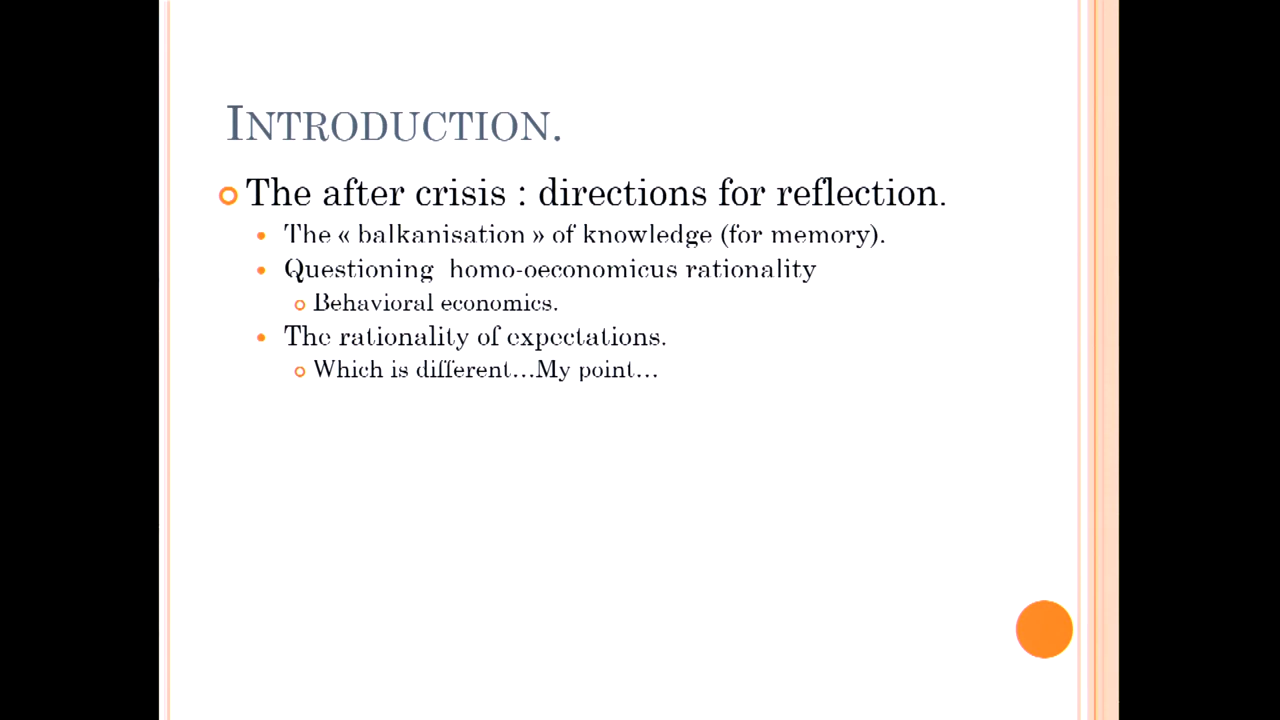 INTRODUCTION.
The after crisis : directions for reflection.
The « balkanisation » of knowledge (for memory).
Questioning homo-oeconomicus rationality
Behavioral economics.
The rationality of expectations.
Which is different…My point…